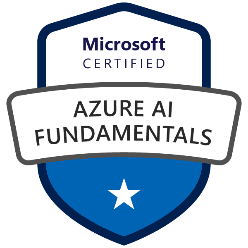 Microsoft
CERTIFIED
AZURE AI
FUNDAMENTALS